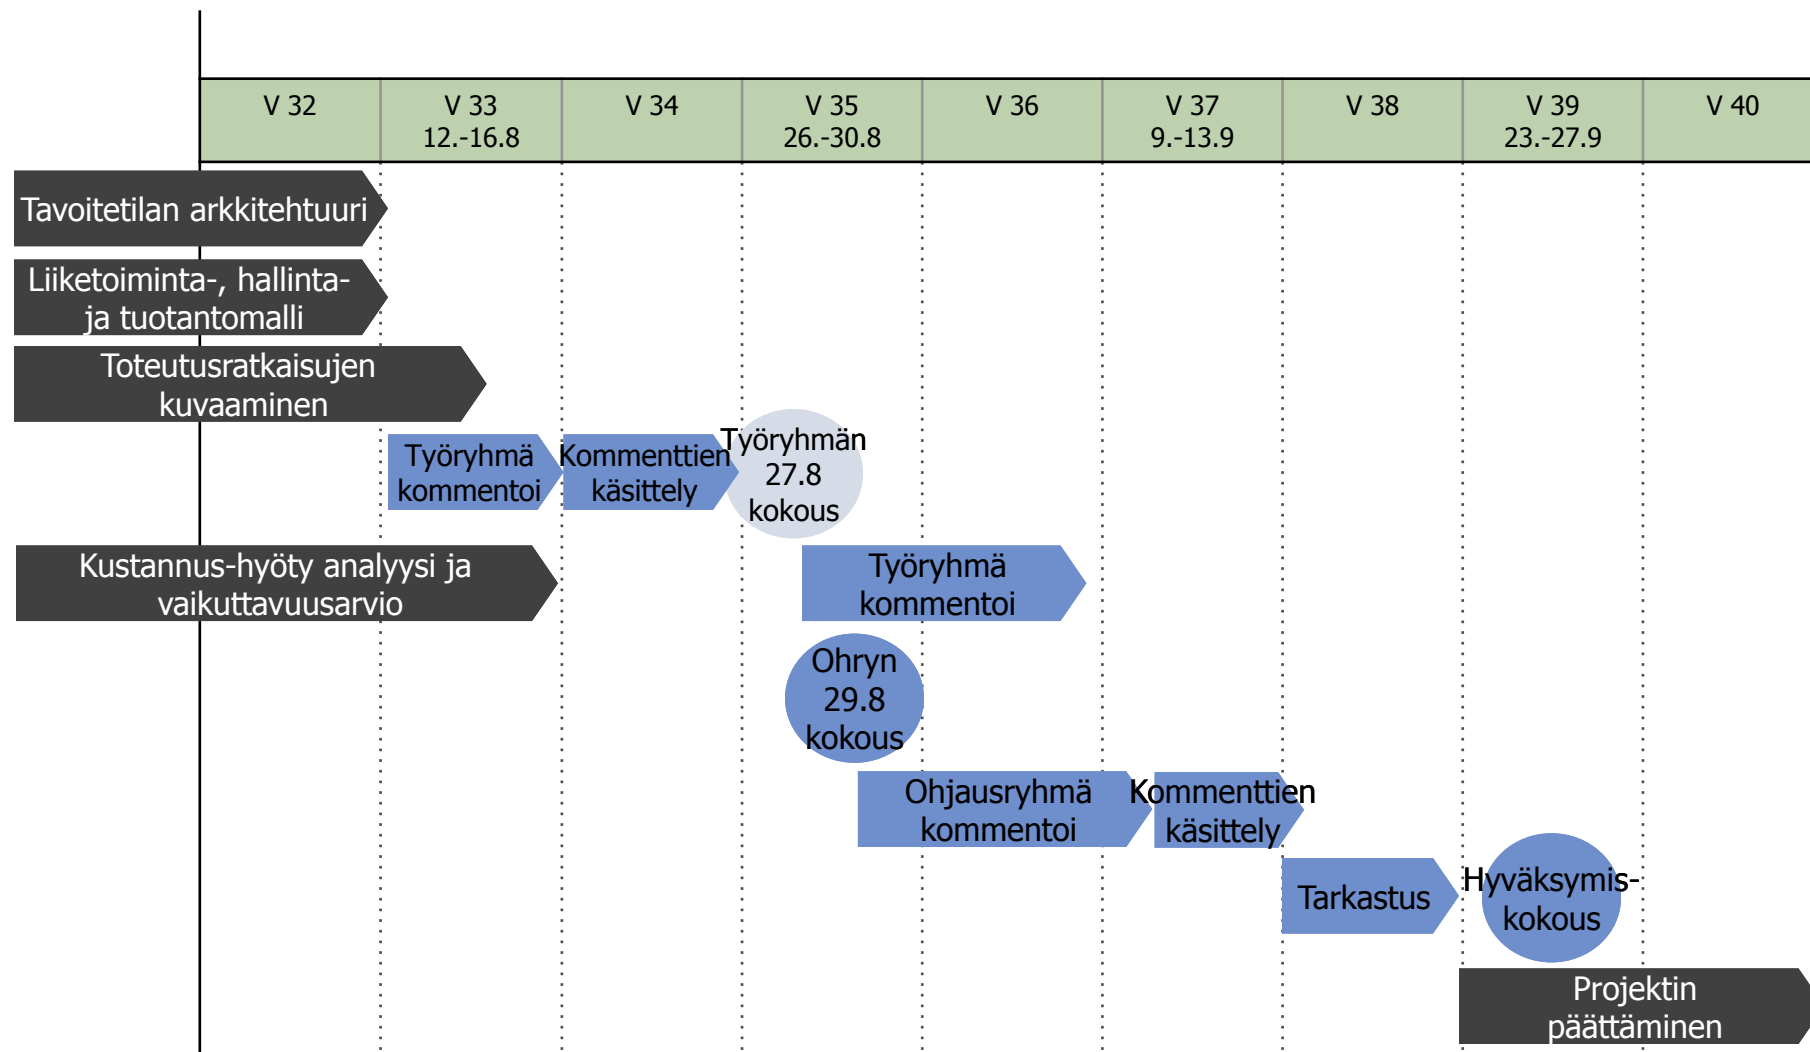 V 32
V 33
12.-16.8
V 34
V 35
26.-30.8
V 36
V 37
9.-13.9
V 38
V 39
23.-27.9
V 40
Tavoitetilan arkkitehtuuri
Liiketoiminta-, hallinta-
ja tuotantomalli
Toteutusratkaisujen
kuvaaminen
Työryhmä
kommentoi
Kommenttien
käsittely
Työryhmän
27.8
kokous
Kustannus-hyöty analyysi ja
vaikuttavuusarvio
Työryhmä
kommentoi
Ohryn
29.8
kokous
Ohjausryhmä
kommentoi
Kommenttien
käsittely
Tarkastus
Hyväksymis-
kokous
Projektin
päättäminen